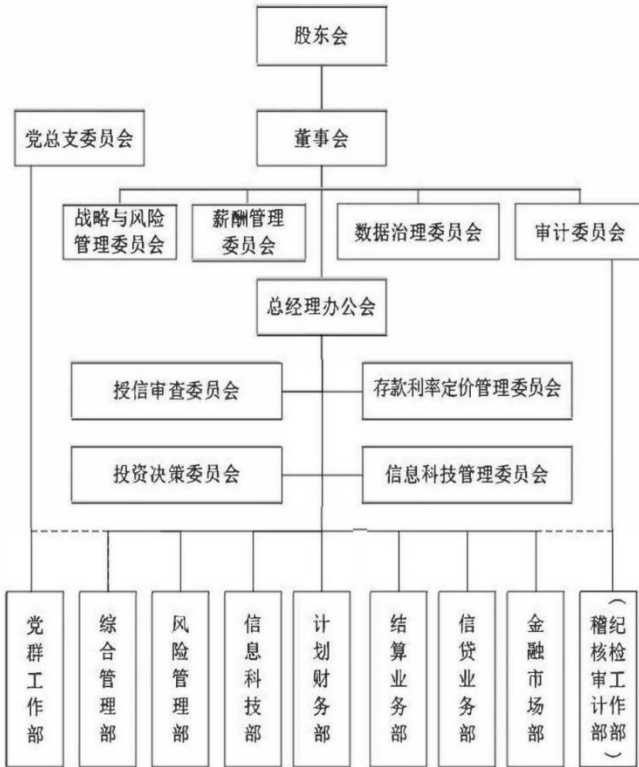 股东会
党总支委员会
董事会
战略与风险
管理委员会
薪酬管理
委员会
数据治理委员会
审计委员会
总经理办公会
授信审查委员会
存款利率定价管理委员会
投资决策委员会
信息科技管理委员会
党群工作部
综合管理部
风险管理部
信息科技部
计划财务部
结算业务部
信贷业务部
金融市场部
稽核审计部
（纪检工作部）